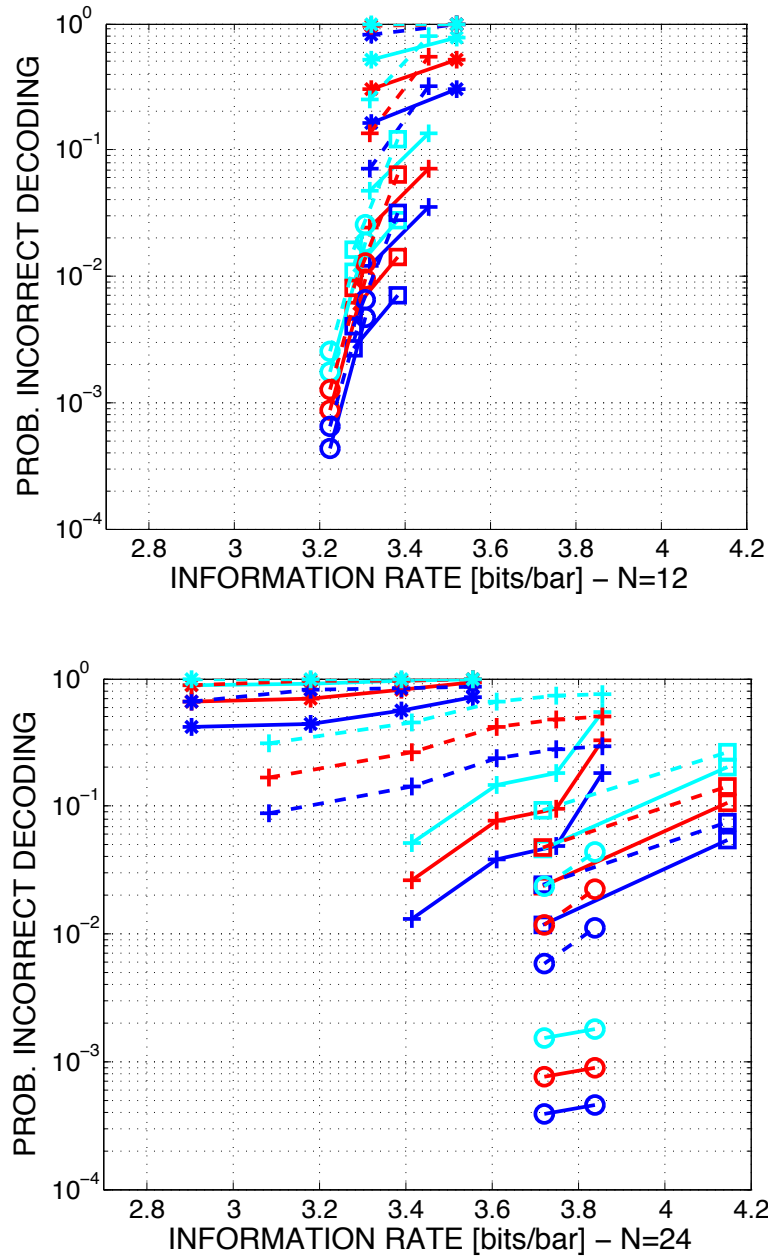 10^0
10^-1
10^-2
10^-3
10^-4
PROB. INCORRECT DECODING
2.8 3 3.2 3.4 3.6 3.8 4 4.2
INFORMATION RATE [bits/bar] – N=12
10^0
10^-1
10^-2
10^-3
10^-4
PROB. INCORRECT DECODING
2.8 3 3.2 3.4 3.6 3.8 4 4.2
INFORMATION RATE [bits/bar] – N=24